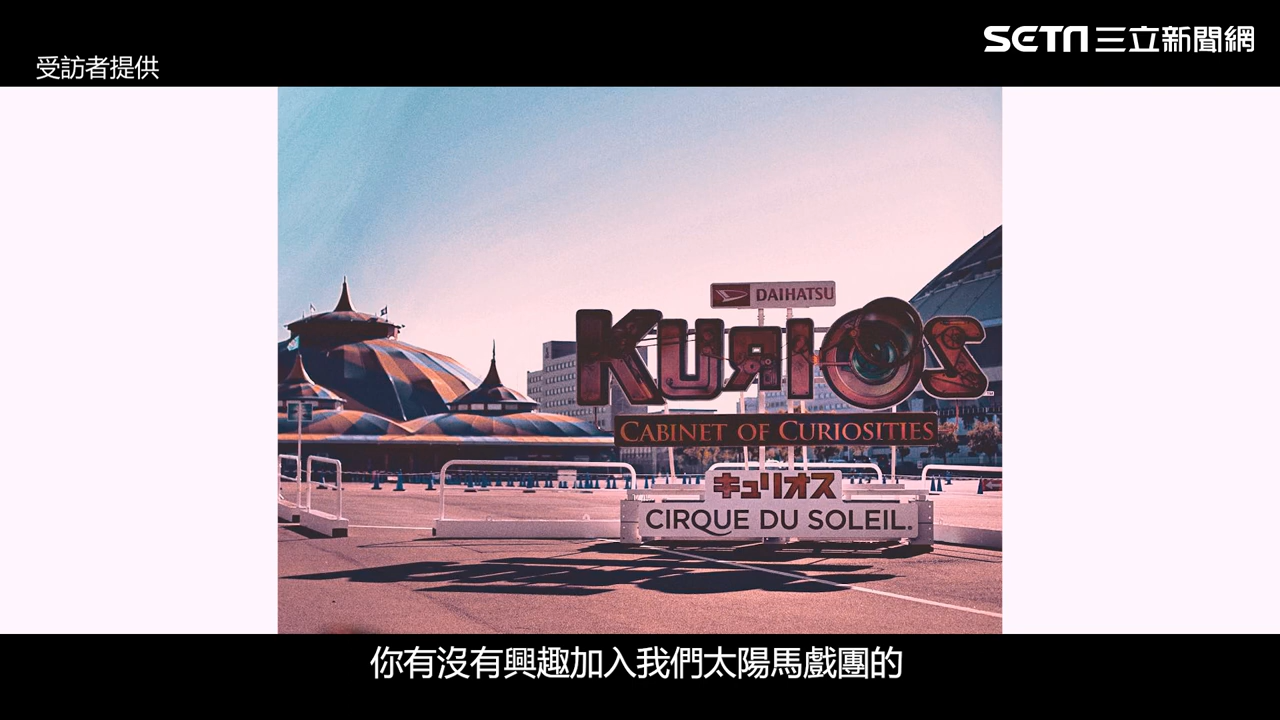 SETN三立新聞網
受訪者提供
DAIHATSU
KURIOS
CABINET OF CURIOSITIES
キュリオス
CIRQUE DU SOLEIL.
你有沒有興趣加入我們太陽馬戲團的